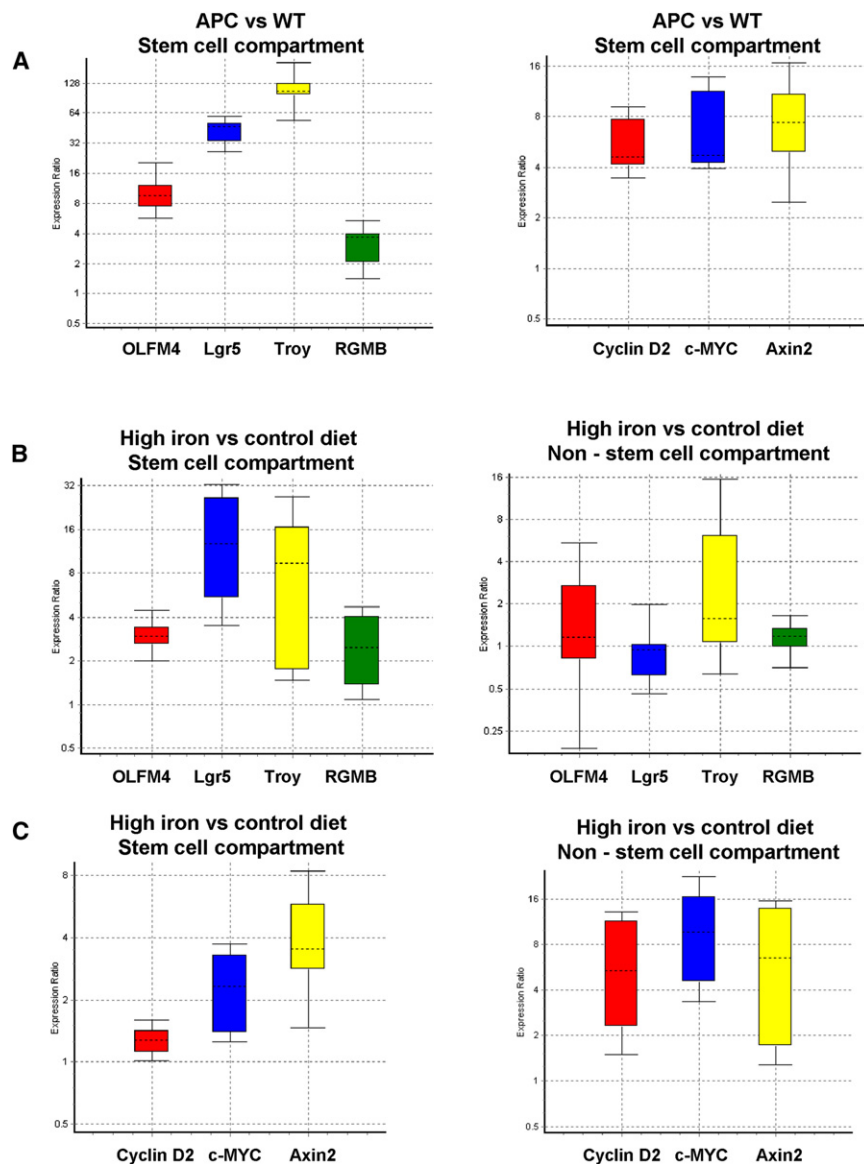 A
APC vs WT
Stem cell compartment
Expression Ratio
128
64
32
16
8
4
2
1
0.5
OLFM4 Lgr5 Troy RGMB
APC vs WT
Stem cell compartment
Expression Ratio
16
8
4
2
1
0.5
Cyclin D2 c-MYC Axin2
B
High iron vs control diet
Stem cell compartment
Expression Ratio
32
16
8
4
2
1
0.5
OLFM4 Lgr5 Troy RGMB
High iron vs control diet
Non - stem cell compartment
Expression Ratio
16
8
4
2
1
0.5
0.25
OLFM4 Lgr5 Troy RGMB
C
High iron vs control diet
Stem cell compartment
Expression Ratio
8
4
2
1
0.5
Cyclin D2 c-MYC Axin2
High iron vs control diet
Non - stem cell compartment
Expression Ratio
16
8
4
2
1
0.5
Cyclin D2 c-MYC Axin2